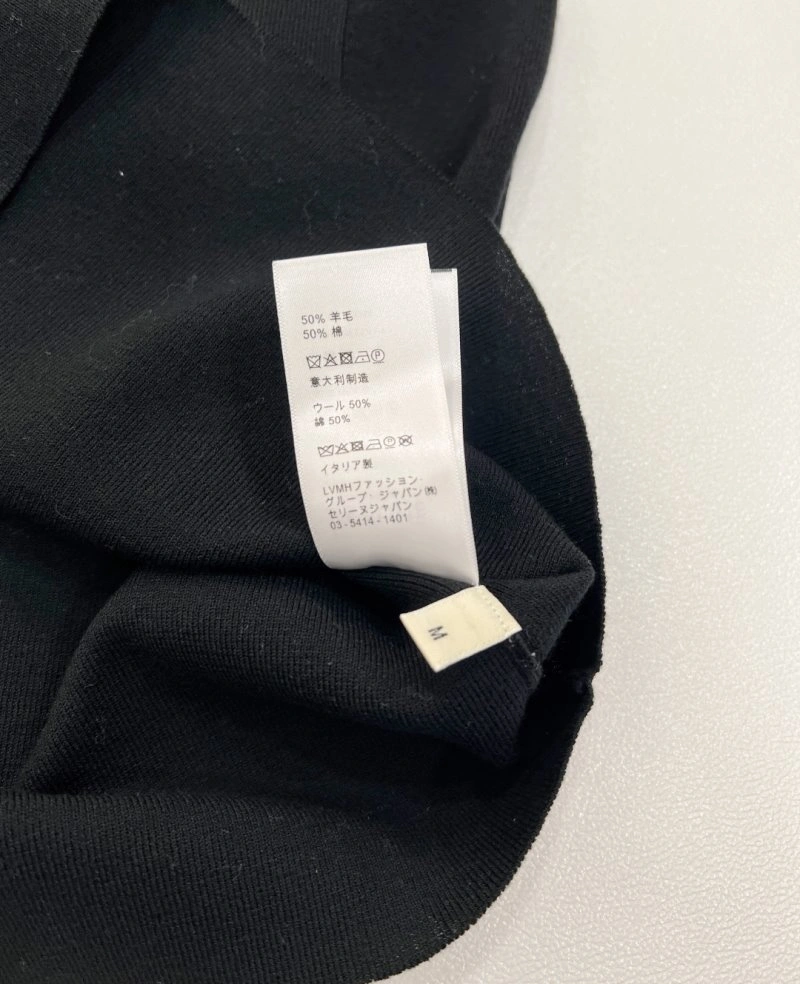 50% 羊毛
50% 棉
意大利制造
ウール 50%
綿 50%
イタリア製
LVMHファッション
グループ・ジャパン㈱
セリーヌジャパン
03-5414-1401
M